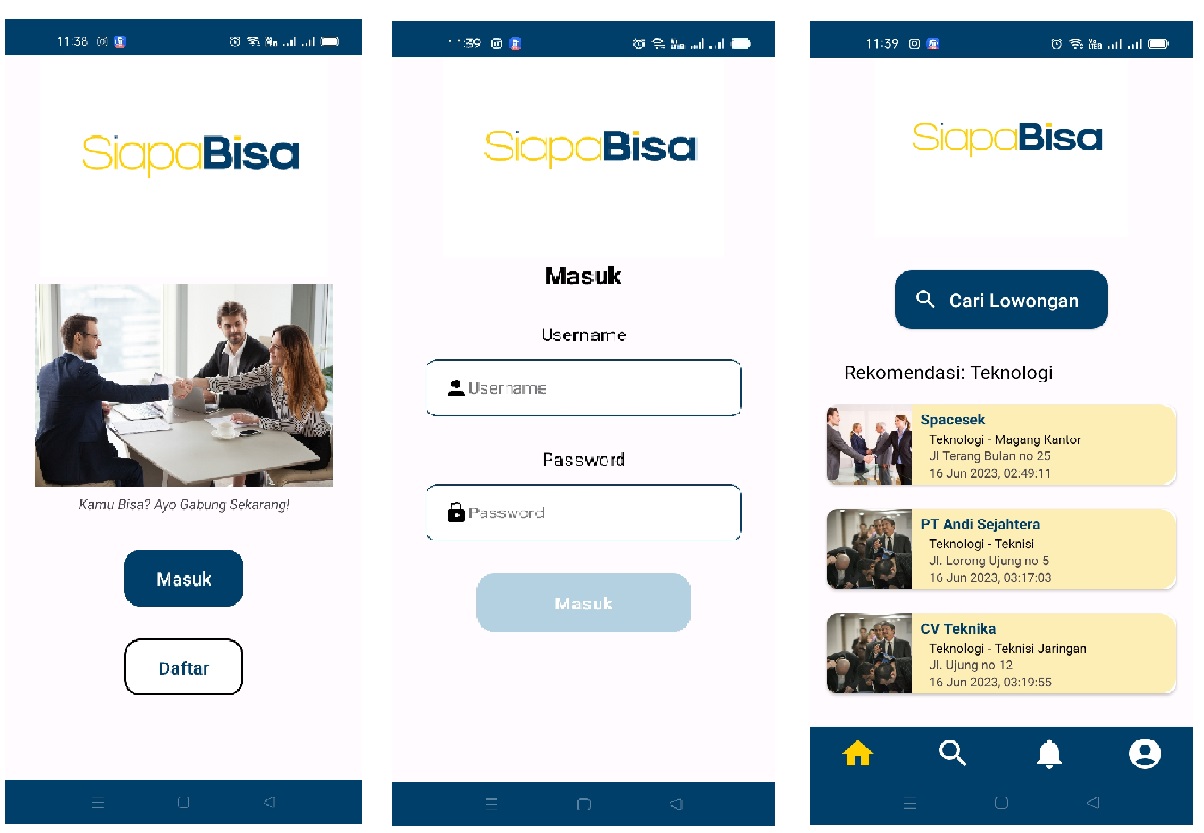 11:38
SiapaBisa
Kamu Bisa? Ayo Gabung Sekarang!
Masuk
Daftar
:39
SiapaBisa
Masuk
Username
Username
Password
Password
Masuk
11:39
SiapaBisa
Cari Lowongan
Rekomendasi: Teknologi
Spacesek
Teknologi - Magang Kantor
Jl Terang Bulan no 25
16 Jun 2023, 02:49:11
PT Andi Sejahtera
Teknologi - Teknisi
Jl. Lorong Ujung no 5
16 Jun 2023, 03:17:03
CV Teknika
Teknologi - Teknisi Jaringan
Jl. Ujung no 12
16 Jun 2023, 03:19:55